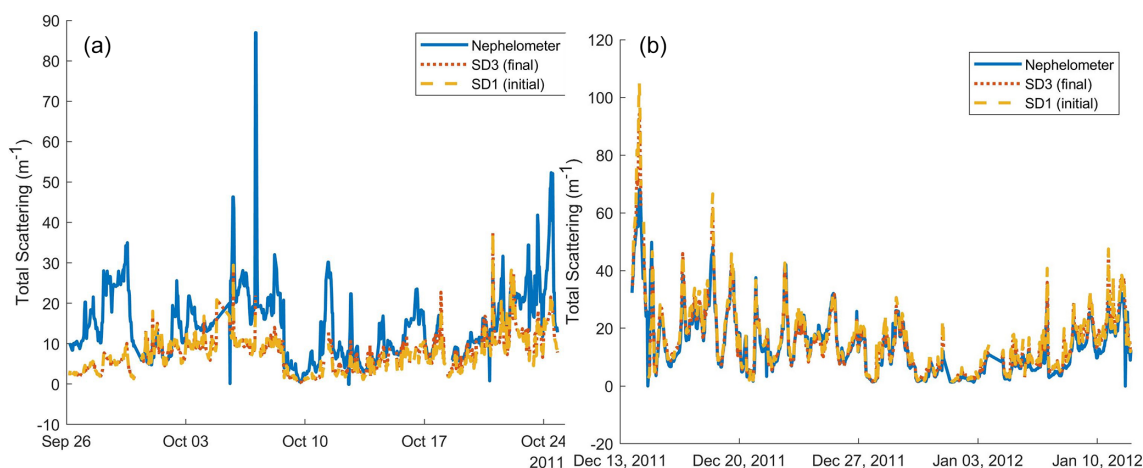 (a)
Nephelometer
SD3 (final)
SD1 (initial)
Total Scattering (m⁻¹)
90
80
70
60
50
40
30
20
10
0
-10
Sep 26
Oct 03
Oct 10
Oct 17
Oct 24
2011
(b)
Nephelometer
SD3 (final)
SD1 (initial)
Total Scattering (m⁻¹)
120
100
80
60
40
20
0
-20
Dec 13, 2011
Dec 20, 2011
Dec 27, 2011
Jan 03, 2012
Jan 10, 2012